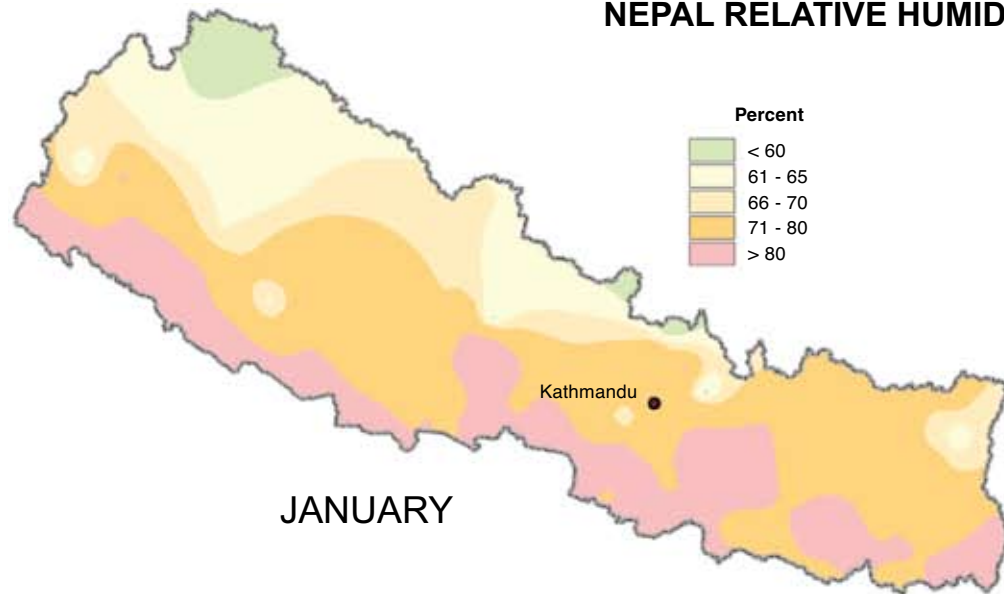 NEPAL RELATIVE HUMID
Percent
< 60
61 - 65
66 - 70
71 - 80
> 80
Kathmandu
JANUARY